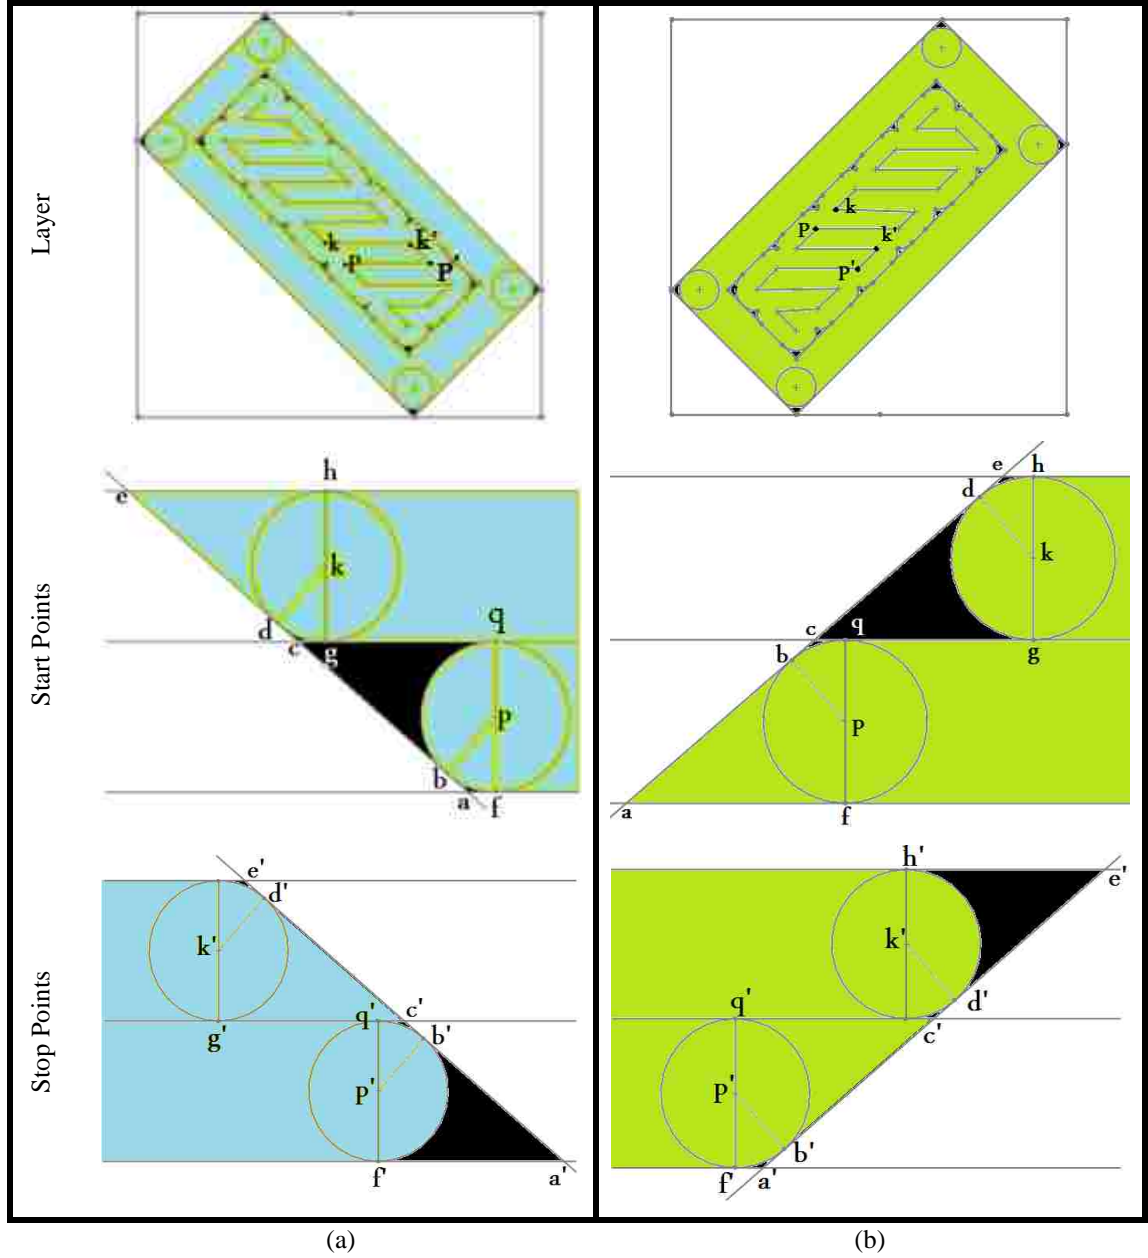 Layer
k
k'
P
P'
k
P
k'
P'
Start Points
h
e
k
q
d
c
g
p
b
a
f
e
h
d
k
c
q
b
g
P
a
f
Stop Points
e'
d'
k'
c'
q'
b'
g'
P'
f'
a'
h'
e'
k'
q'
d'
c'
P'
b'
f'
a'
(a)
(b)